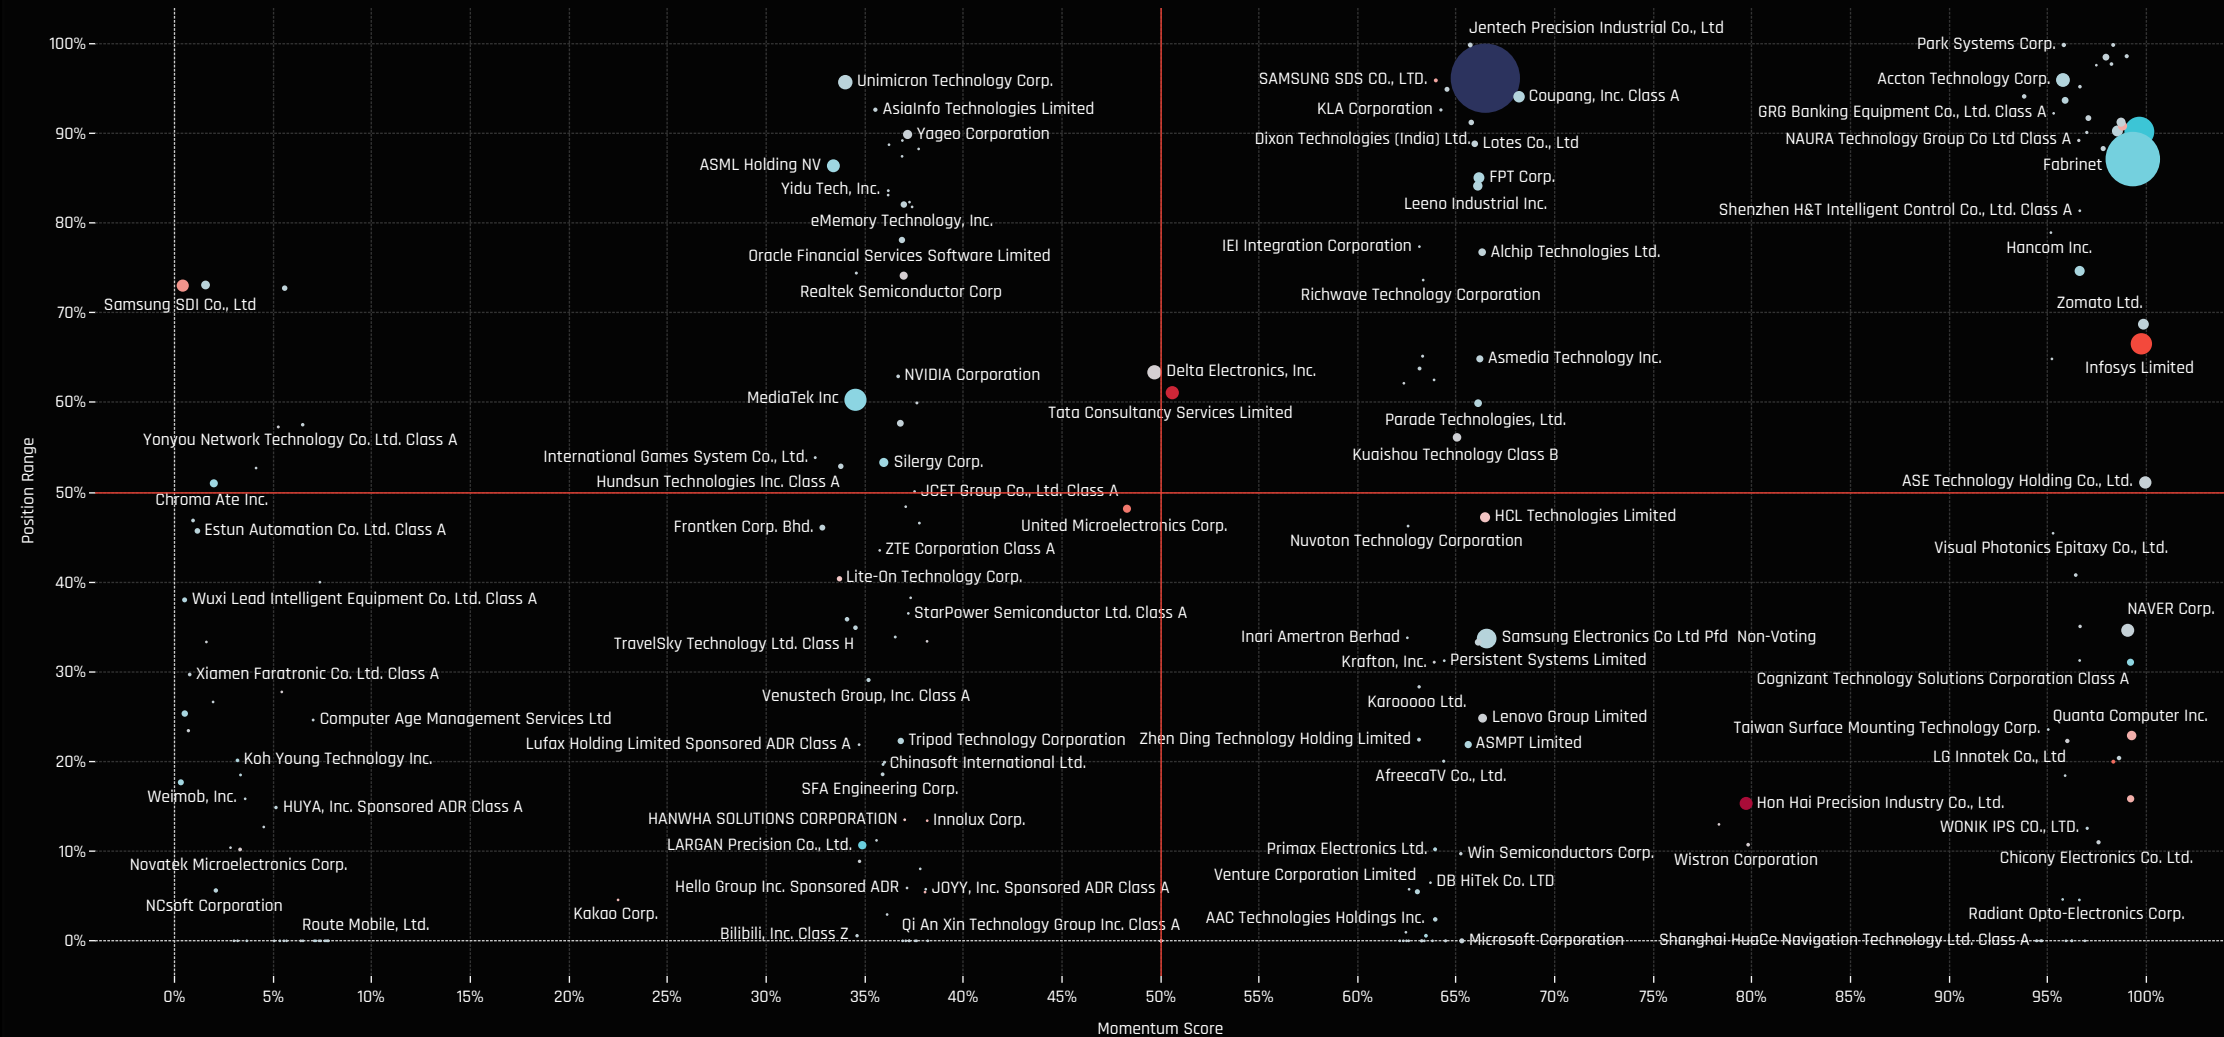 Jentech Precision Industrial Co., Ltd
100%
Park Systems Corp.
Unimicron Technology Corp.
SAMSUNG SDS CO., LTD.
Accton Technology Corp.
Coupang, Inc. Class A
AsiaInfo Technologies Limited
KLA Corporation
GRG Banking Equipment Co., Ltd. Class A
90%
Yageo Corporation
Dixon Technologies (India) Ltd.
Lotes Co., Ltd
NAURA Technology Group Co Ltd Class A
ASML Holding NV
Fabrinet
FPT Corp.
Yidu Tech, Inc.
Leeno Industrial Inc.
Shenzhen H&T Intelligent Control Co., Ltd. Class A
80%
eMemory Technology, Inc.
IEI Integration Corporation
Alchip Technologies Ltd.
Hancom Inc.
Oracle Financial Services Software Limited
Realtek Semiconductor Corp
Richwave Technology Corporation
Samsung SDI Co., Ltd
Zomato Ltd.
70%
Asmedia Technology Inc.
Infosys Limited
Delta Electronics, Inc.
NVIDIA Corporation
MediaTek Inc
60%
Tata Consultancy Services Limited
Parade Technologies, Ltd.
Yonyou Network Technology Co. Ltd. Class A
Kuaishou Technology Class B
International Games System Co., Ltd.
Silergy Corp.
Hundsun Technologies Inc. Class A
ASE Technology Holding Co., Ltd.
Position Range
50%
JCET Group Co., Ltd. Class A
Chroma Ate Inc.
HCL Technologies Limited
Estun Automation Co. Ltd. Class A
Frontken Corp. Bhd.
United Microelectronics Corp.
Nuvoton Technology Corporation
ZTE Corporation Class A
Visual Photonics Epitaxy Co., Ltd.
40%
Lite-On Technology Corp.
Wuxi Lead Intelligent Equipment Co. Ltd. Class A
StarPower Semiconductor Ltd. Class A
NAVER Corp.
TravelSky Technology Ltd. Class H
Inari Amertron Berhad
Samsung Electronics Co Ltd Pfd Non-Voting
Krafton, Inc.
Persistent Systems Limited
30%
Xiamen Faratronic Co. Ltd. Class A
Cognizant Technology Solutions Corporation Class A
Venustech Group, Inc. Class A
Karooooo Ltd.
Computer Age Management Services Ltd
Lenovo Group Limited
Quanta Computer Inc.
Taiwan Surface Mounting Technology Corp.
Lufax Holding Limited Sponsored ADR Class A
Tripod Technology Corporation
Zhen Ding Technology Holding Limited
ASMPT Limited
LG Innotek Co., Ltd
20%
Koh Young Technology Inc.
Chinasoft International Ltd.
AfreecaTV Co., Ltd.
SFA Engineering Corp.
Weimob, Inc.
HUYA, Inc. Sponsored ADR Class A
Hon Hai Precision Industry Co., Ltd.
HANWHA SOLUTIONS CORPORATION
Innolux Corp.
WONIK IPS CO., LTD.
10%
LARGAN Precision Co., Ltd.
Primax Electronics Ltd.
Win Semiconductors Corp.
Wistron Corporation
Chicony Electronics Co. Ltd.
Novatek Microelectronics Corp.
Venture Corporation Limited
DB HiTek Co. LTD
Hello Group Inc. Sponsored ADR
JOYY, Inc. Sponsored ADR Class A
NCsoft Corporation
Kakao Corp.
AAC Technologies Holdings Inc.
Radiant Opto-Electronics Corp.
Route Mobile, Ltd.
Qi An Xin Technology Group Inc. Class A
Bilibili, Inc. Class Z
0%
Microsoft Corporation
Shanghai HuaCe Navigation Technology Ltd. Class A
0% 5% 10% 15% 20% 25% 30% 35% 40% 45% 50% 55% 60% 65% 70% 75% 80% 85% 90% 95% 100%
Momentum Score